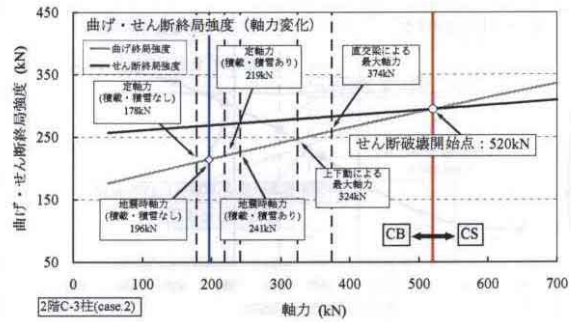 曲げ・せん断終局強度（軸力変化）
曲げ・せん断終局強度 (kN)
450
350
250
150
50
曲げ終局強度
せん断終局強度
定軸力
(積載・積雪なし)
178kN
定軸力
(積載・積雪あり)
219kN
直交梁による
最大軸力
374kN
せん断破壊開始点：520kN
地震時軸力
(積載・積雪なし)
196kN
地震時軸力
(積載・積雪あり)
241kN
上下動による
最大軸力
324kN
CB
CS
2階C-3柱(case.2)
0
100
200
300
400
500
600
700
軸力 (kN)